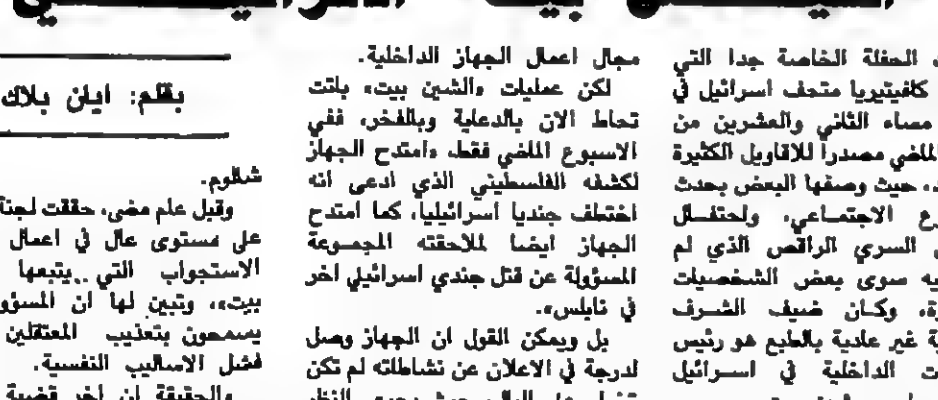 الحفلة الخاصة جدا التي
كافيتيريا متحف اسرائيل في
مساء الثاني والعشرين من
الماضي مصدراً للاقاويل الكثيرة
حيث وصفها البعض بحدث
الاجتماعي، واحتفال
السري الراقص الذي لم
سوى بعض الشخصيات
وكان ضيف الشرف
غير عادية بالطبع هو رئيس
الداخلية في اسرائيل
مجال اعمال الجهاز الداخلية.
لكن عمليات «الشين بيت» باتت
تحاط الان بالدعاية وبالفخر، ففي
الاسبوع الماضي فقط، «امتدح الجهاز
لكشفه الفلسطيني الذي ادعى انه
اختطف جنديا اسرائيليا، كما امتدح
الجهاز ايضا لملاحقته المجموعة
المسؤولة عن قتل جندي اسرائيلي اخر
في نابلس».
بل ويمكن القول ان الجهاز وصل
لدرجة في الاعلان عن نشاطاته لم تكن
بقلم: ايان بلاك
شالوم.
وقبل عام مضى، حققت لجنة
على مستوى عال في اعمال
الاستجواب التي يتبعها
بيت»، وتبين لها ان
يسمحون بتعذيب المعتقلين
فشل الاساليب النفسية.
والحقيقة ان اخر قضية